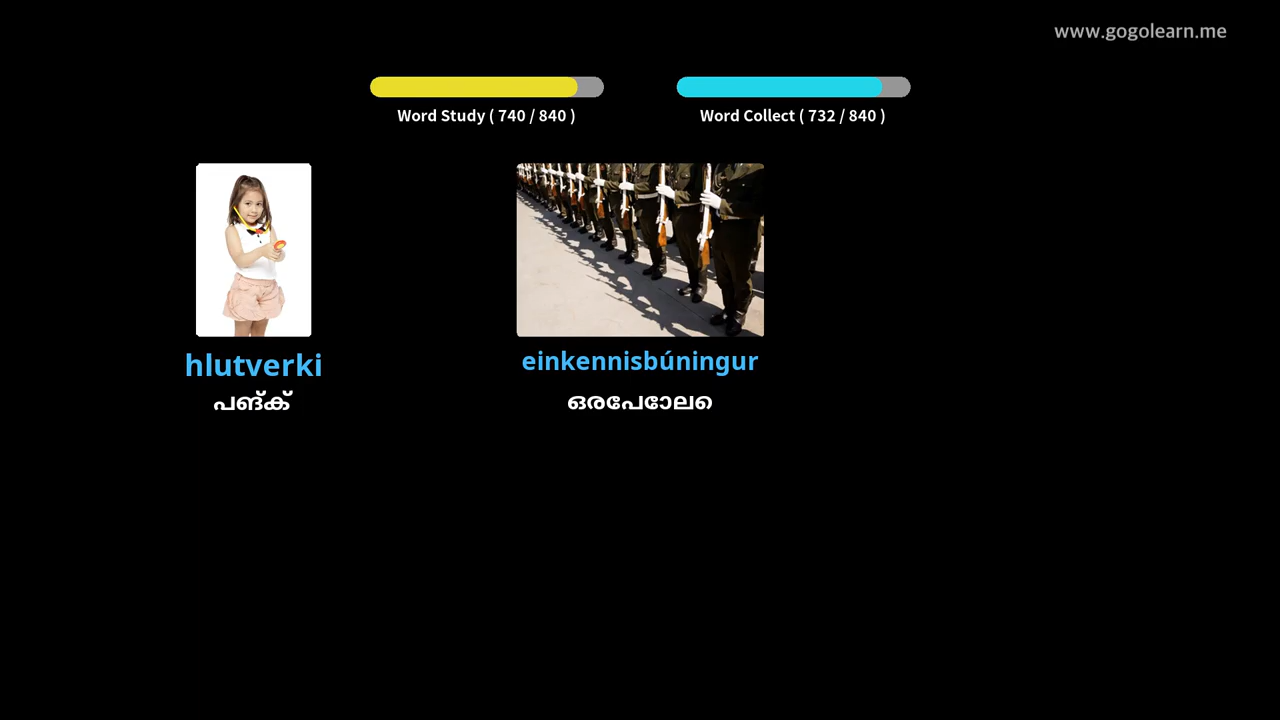 www.gogolearn.me
Word Study ( 740 / 840 )
Word Collect ( 732 / 840 )
hlutverki
പങ്ക്
einkennisbúningur
ഒരപേോലെ